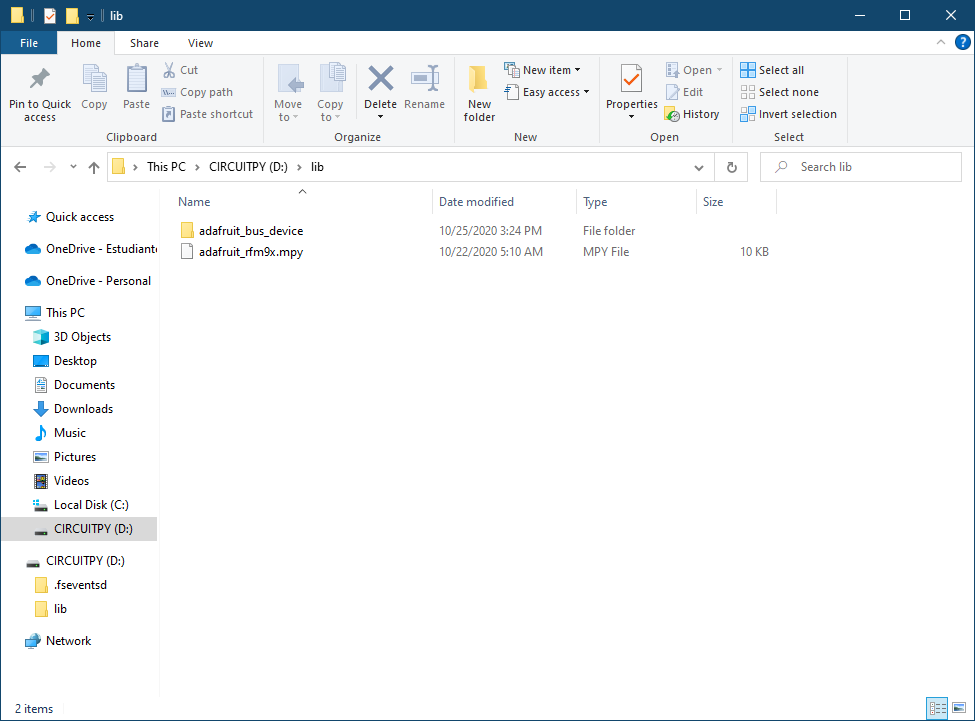 lib
File Home Share View
Pin to Quick access
Copy
Paste
Cut
Copy path
Paste shortcut
Clipboard
Move to
Copy to
Delete
Rename
Organize
New folder
New item
Easy access
New
Properties
Open
Edit
History
Open
Select all
Select none
Invert selection
Select
This PC › CIRCUITPY (D:) › lib
Search lib
Name Date modified Type Size
adafruit_bus_device 10/25/2020 3:24 PM File folder
adafruit_rfm9x.mpy 10/22/2020 5:10 AM MPY File 10 KB
Quick access
OneDrive - Estudiante
OneDrive - Personal
This PC
3D Objects
Desktop
Documents
Downloads
Music
Pictures
Videos
Local Disk (C:)
CIRCUITPY (D:)
CIRCUITPY (D:)
.fseventsd
lib
Network
2 items